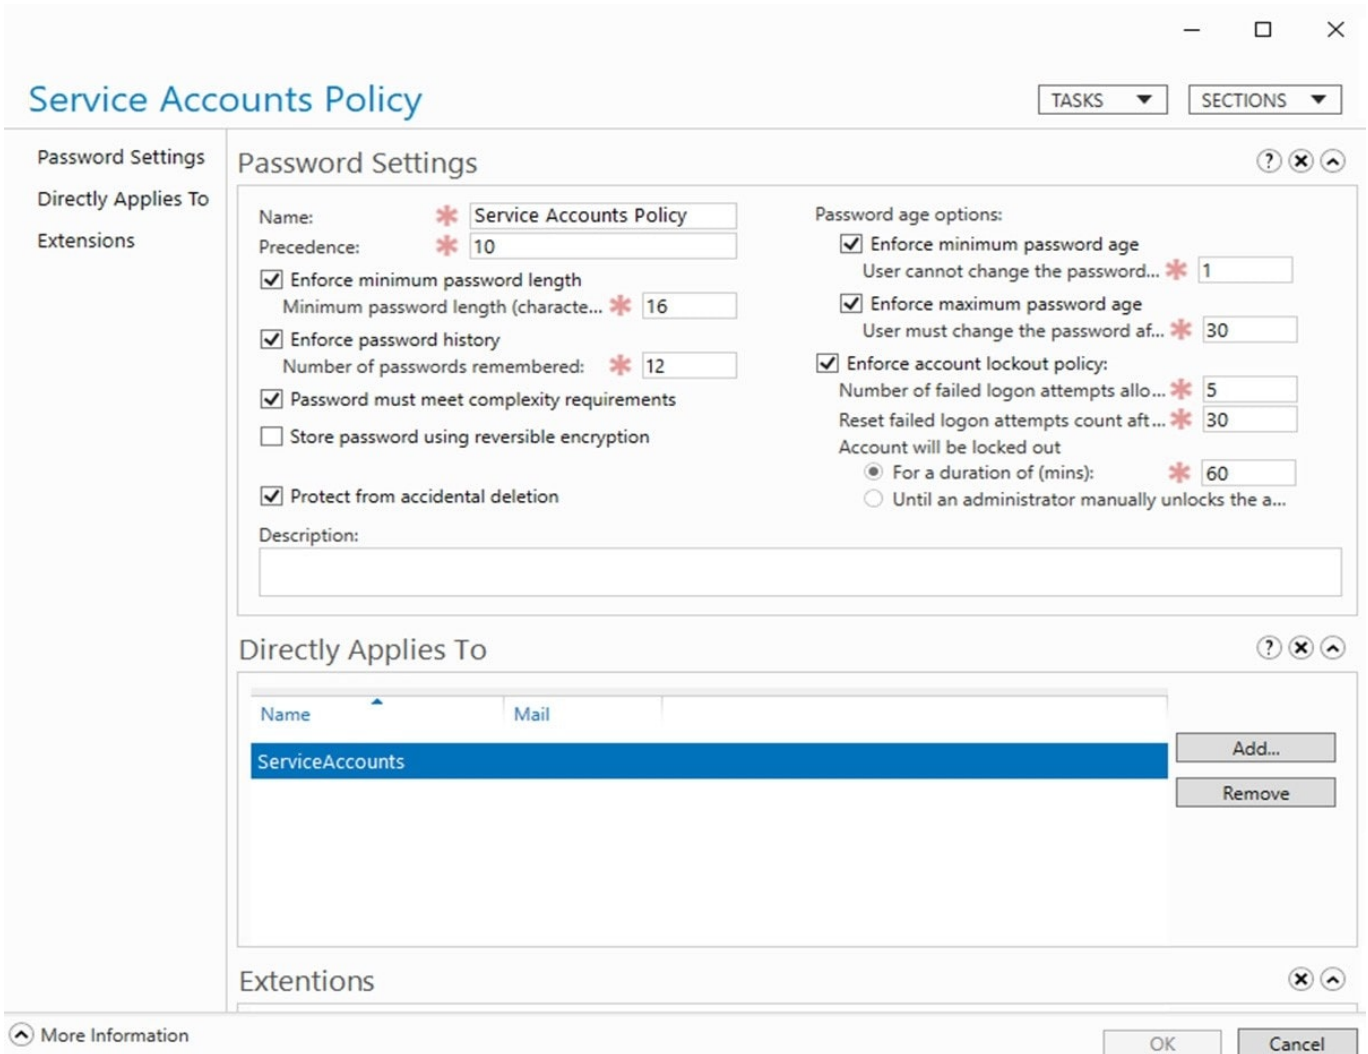 Service Accounts Policy
TASKS
SECTIONS
Password Settings
Directly Applies To
Extensions
Password Settings
Name:
Service Accounts Policy
Precedence:
10
Enforce minimum password length
Minimum password length (characte...
16
Enforce password history
Number of passwords remembered:
12
Password must meet complexity requirements
Store password using reversible encryption
Protect from accidental deletion
Password age options:
Enforce minimum password age
User cannot change the password...
1
Enforce maximum password age
User must change the password af...
30
Enforce account lockout policy:
Number of failed logon attempts allo...
5
Reset failed logon attempts count aft...
30
Account will be locked out
For a duration of (mins):
60
Until an administrator manually unlocks the a...
Description:
Directly Applies To
Name
Mail
ServiceAccounts
Add...
Remove
Extentions
More Information
OK
Cancel